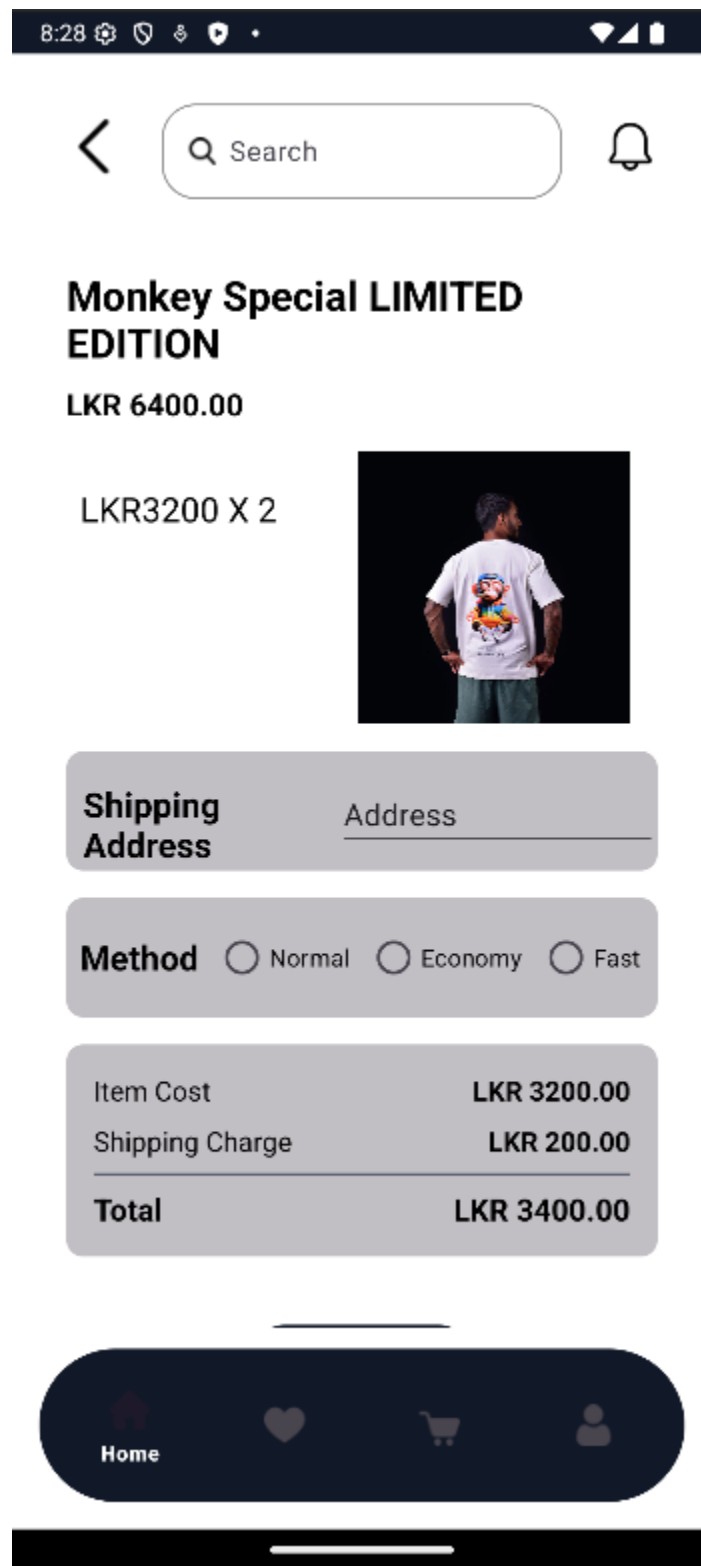 8:28
Search
Monkey Special LIMITED
EDITION
LKR 6400.00
LKR3200 X 2
Shipping
Address
Address
Method Normal Economy Fast
Item Cost LKR 3200.00
Shipping Charge LKR 200.00
Total LKR 3400.00
Home